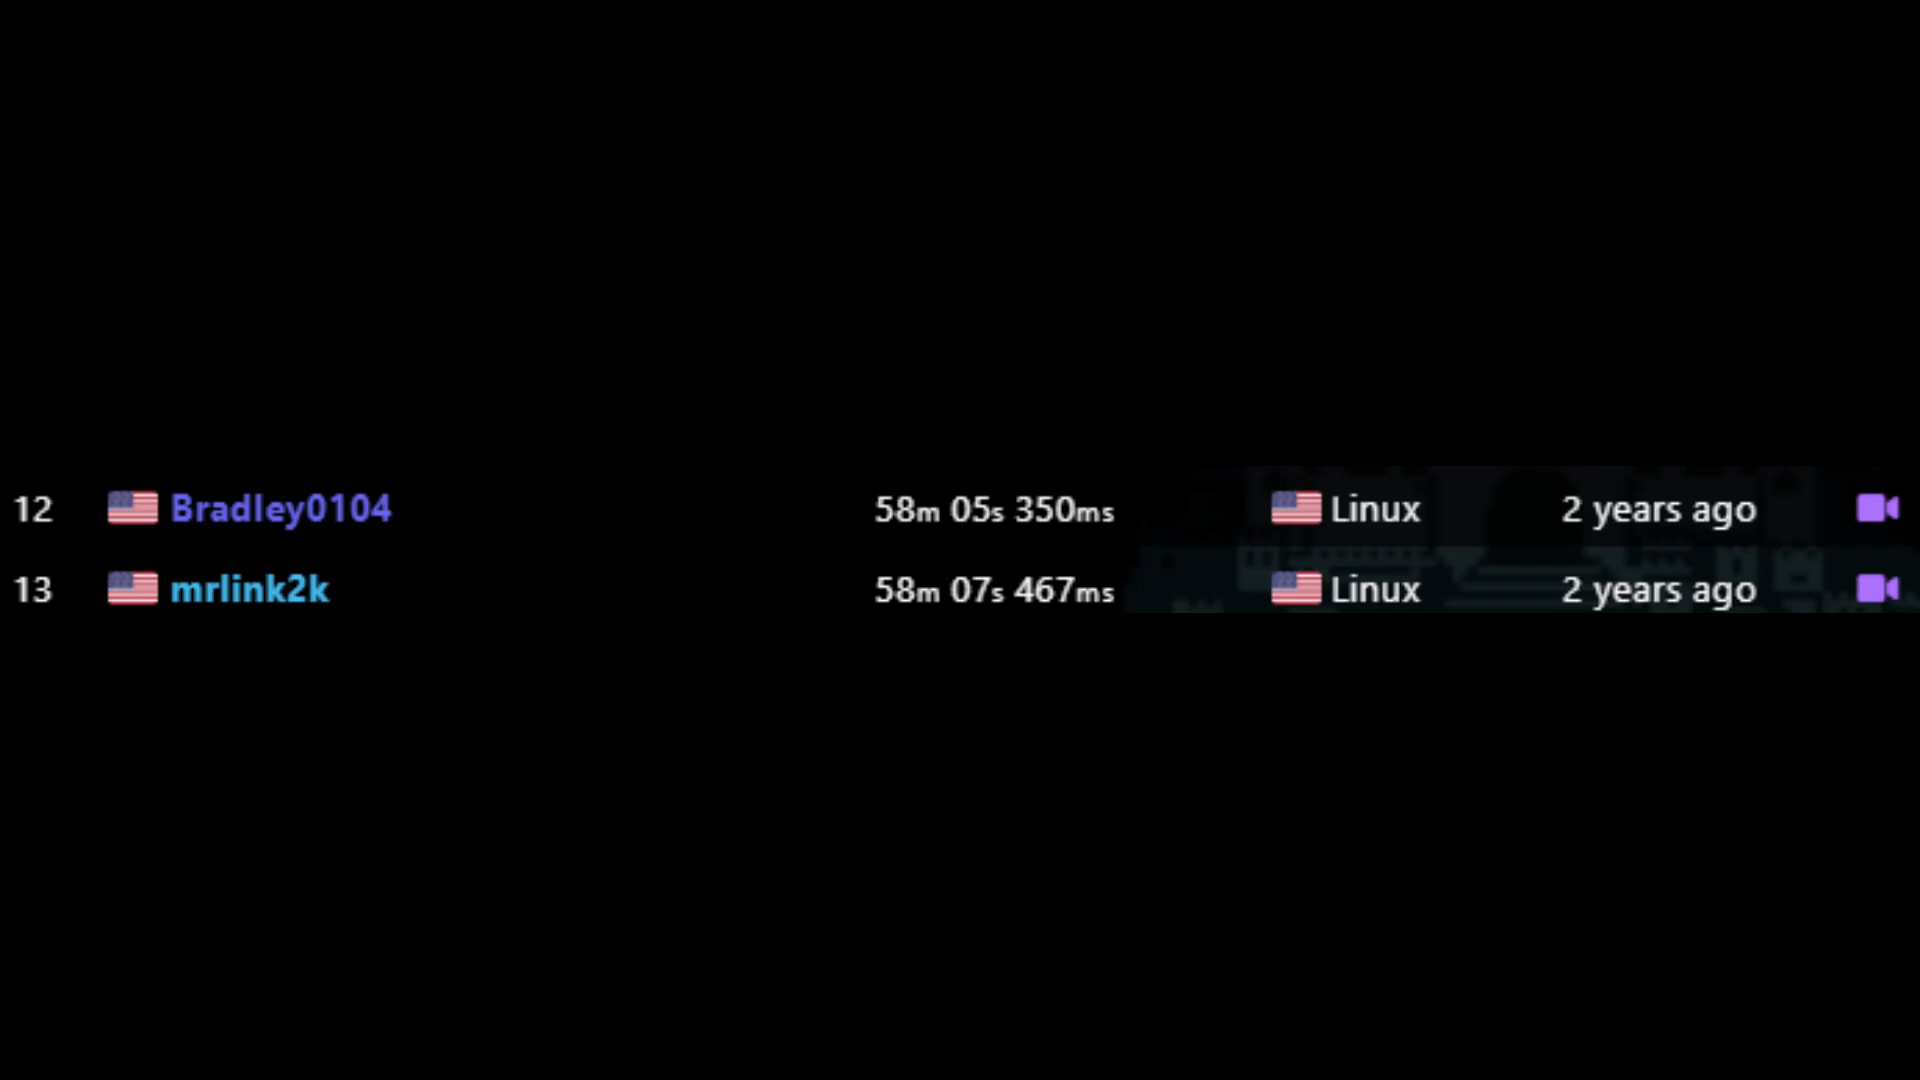 12 Bradley0104 58m 05s 350ms Linux 2 years ago
13 mrlink2k 58m 07s 467ms Linux 2 years ago